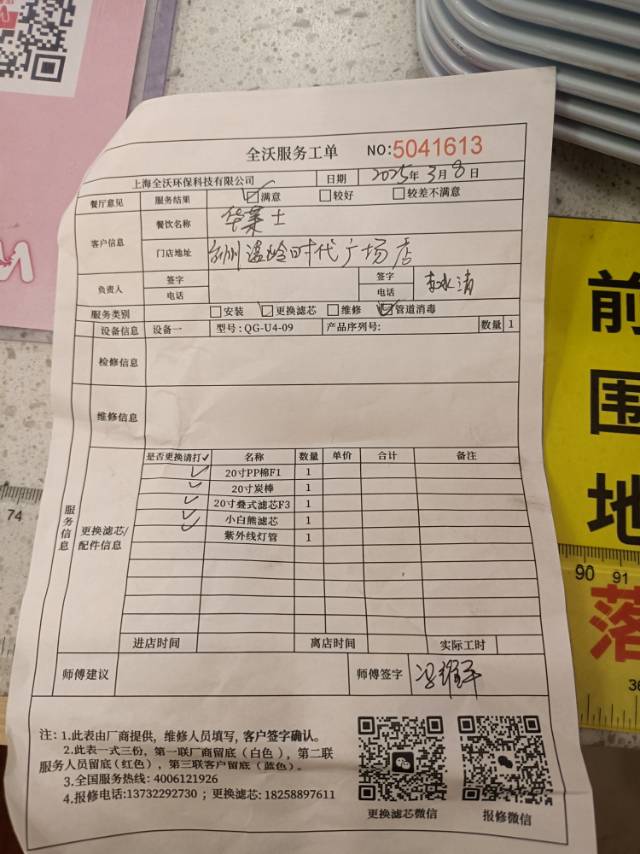 全沃服务工单 NO:5041613
上海全沃环保科技有限公司 日期 2025年3月8日
餐厅意见 服务结果 ☑满意 □较好 □较差不满意
客户信息 餐饮名称 华莱士
门店地址 台州温岭时代广场店
负责人 签字 签字
电话 电话
服务类别 □安装 ☑更换滤芯 □维修 ☑管道消毒
设备信息 设备一 型号:QG-U4-09 产品序列号: 数量 1
检修信息
维修信息
服务信息
更换滤芯/配件信息
是否更换请打✓ 名称 数量 单价 合计 备注
✓ 20寸PP棉F1 1
✓ 20寸炭棒 1
✓ 20寸叠式滤芯F3 1
✓ 小白熊滤芯 1
紫外线灯管 1
进店时间 离店时间 实际工时
师傅建议 师傅签字
注:1.此表由厂商提供,维修人员填写,客户签字确认。
2.此表一式三份,第一联厂商留底(白色),第二联
服务人员留底(红色),第三联客户留底(蓝色)。
3.全国服务热线:4006121926
4.报修电话:13732292730;更换滤芯:18258897611
更换滤芯微信 报修微信
前
围
地
落
74
90 91
36